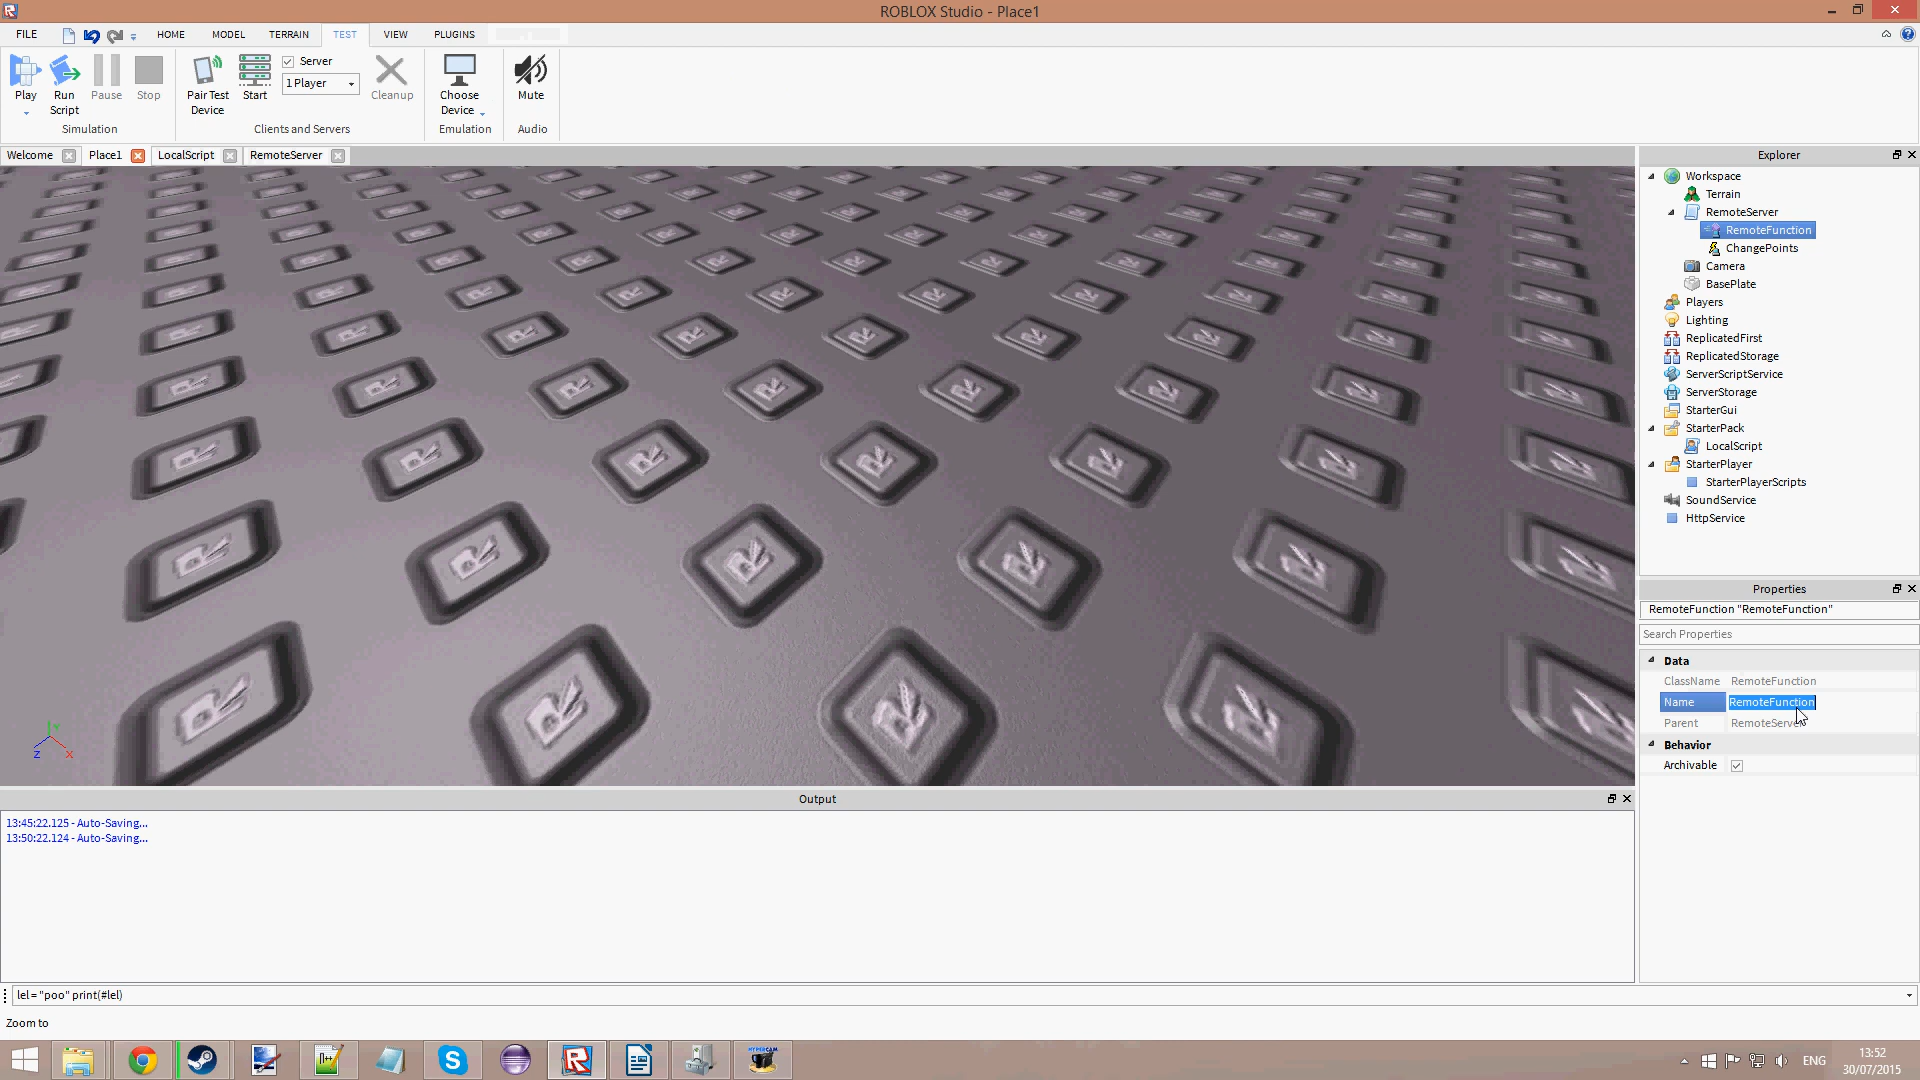 ROBLOX Studio - Place1
FILE HOME MODEL TERRAIN TEST VIEW PLUGINS
Play Run Script Pause Stop
Simulation
Pair Test Device Start Server 1 Player Cleanup
Clients and Servers
Choose Device
Emulation
Mute
Audio
Welcome Place1 LocalScript RemoteServer
Explorer
Workspace
Terrain
RemoteServer
RemoteFunction
ChangePoints
Camera
BasePlate
Players
Lighting
ReplicatedFirst
ReplicatedStorage
ServerScriptService
ServerStorage
StarterGui
StarterPack
LocalScript
StarterPlayer
StarterPlayerScripts
SoundService
HttpService
Properties
RemoteFunction "RemoteFunction"
Search Properties
Data
ClassName RemoteFunction
Name RemoteFunction
Parent RemoteServer
Behavior
Archivable
Y
Z X
Output
13:45:22.125 - Auto-Saving...
13:50:22.124 - Auto-Saving...
lel = "poo" print(#lel)
Zoom to
HYPERCAM
ENG
13:52
30/07/2015